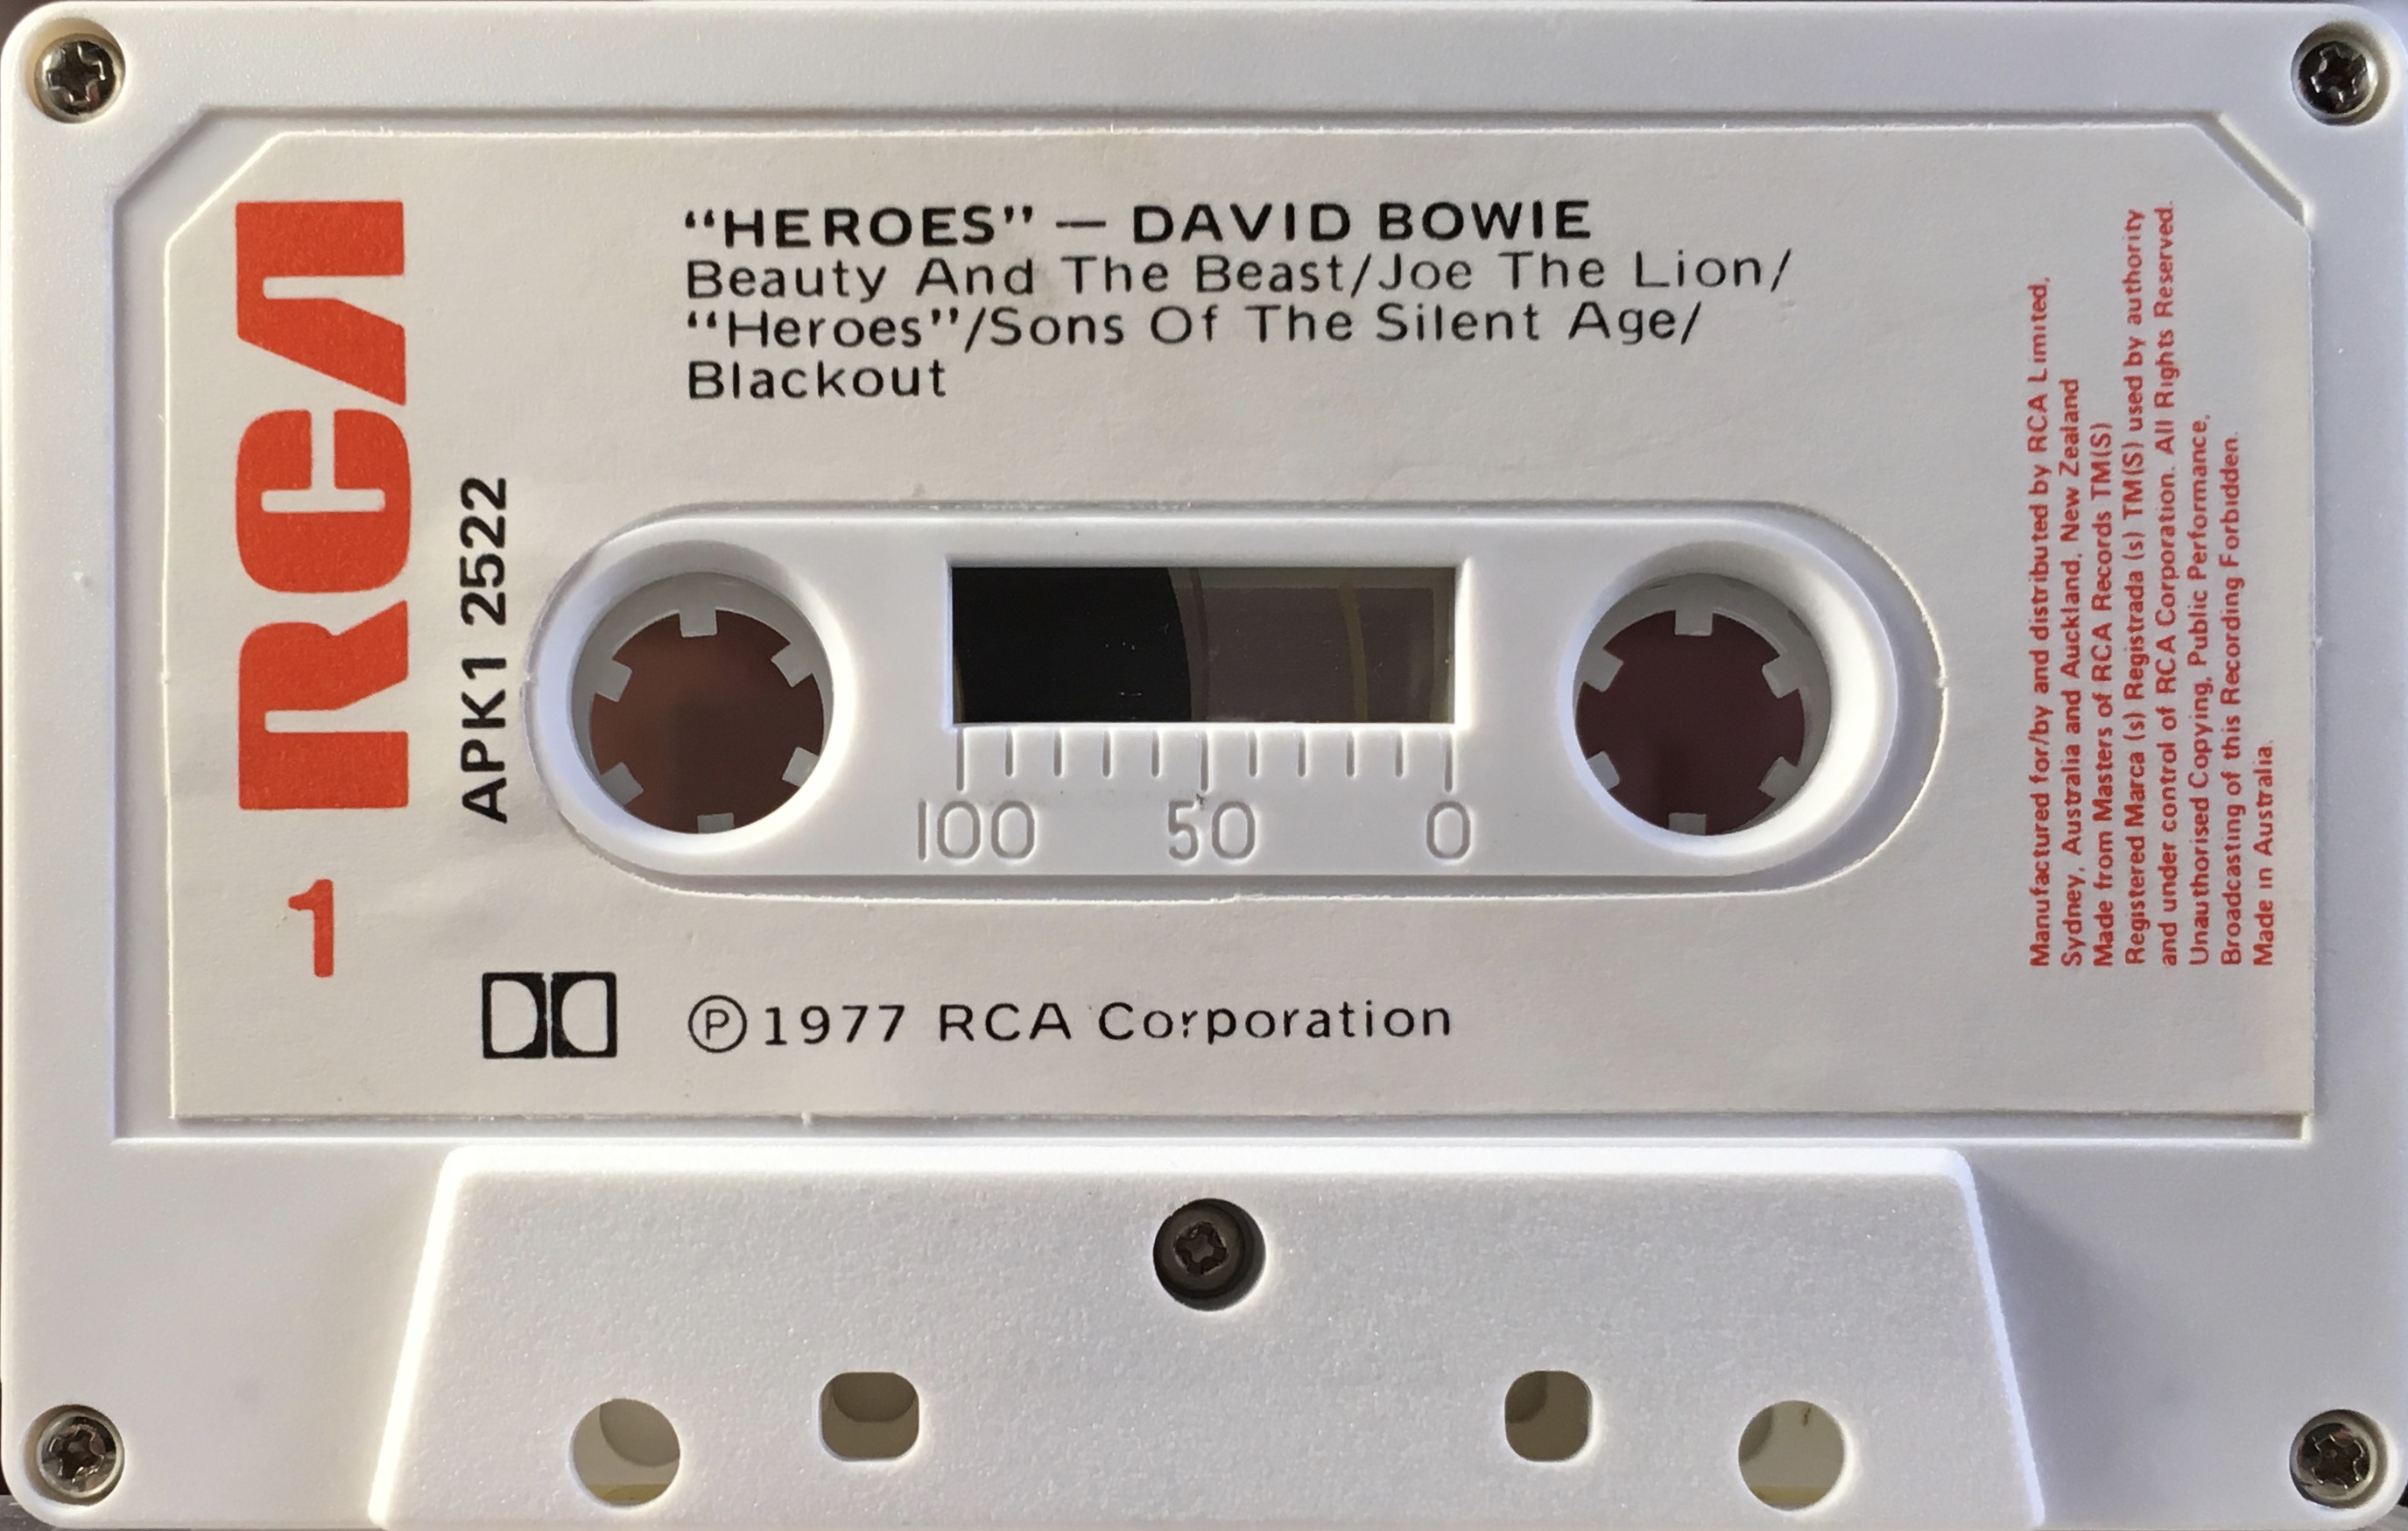 RCA
"HEROES" — DAVID BOWIE
Beauty And The Beast/Joe The Lion/
"Heroes"/Sons Of The Silent Age/
Blackout
APK1 2522
100 50 0
1
Ⓟ1977 RCA Corporation
Manufactured for/by and distributed by RCA Limited,
Sydney, Australia and Auckland, New Zealand
Made from Masters of RCA Records TM(S)
Registered Marca (s) Registrada (s) TM(S) used by authority
and under control of RCA Corporation. All Rights Reserved.
Unauthorised Copying, Public Performance,
Broadcasting of this Recording Forbidden.
Made in Australia.